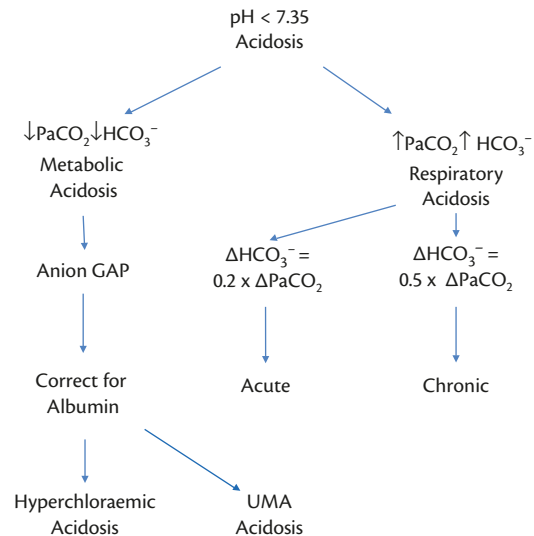 pH < 7.35
Acidosis
↓PaCO₂↓HCO₃⁻
Metabolic
Acidosis
↑PaCO₂↑ HCO₃⁻
Respiratory
Acidosis
Anion GAP
ΔHCO₃⁻ =
0.2 x ΔPaCO₂
ΔHCO₃⁻ =
0.5 x ΔPaCO₂
Correct for
Albumin
Acute
Chronic
Hyperchloraemic
Acidosis
UMA
Acidosis